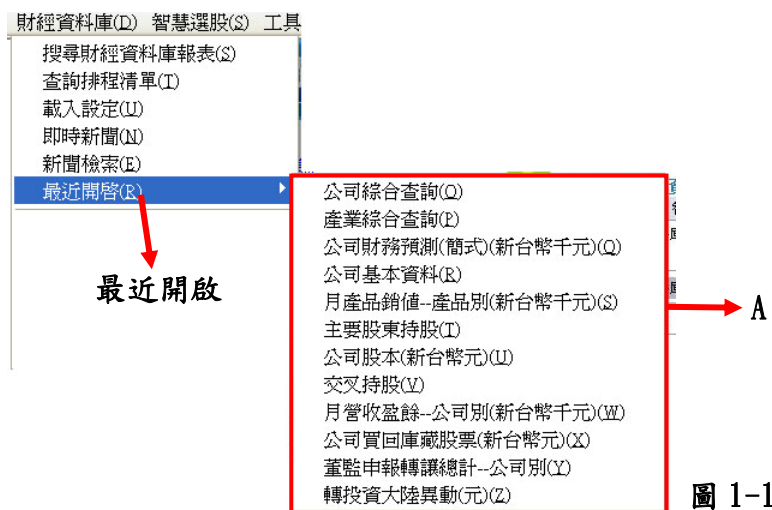 財經資料庫(D) 智慧選股(S) 工具
搜尋財經資料庫報表(S)
查詢排程清單(T)
載入設定(U)
即時新聞(N)
新聞檢索(E)
最近開啓(R)
公司綜合查詢(O)
產業綜合查詢(P)
公司財務預測(簡式)(新台幣千元)(Q)
公司基本資料(R)
月產品銷值--產品別(新台幣千元)(S)
主要股東持股(T)
公司股本(新台幣元)(U)
交叉持股(V)
月營收盈餘--公司別(新台幣千元)(W)
公司買回庫藏股票(新台幣元)(X)
董監申報轉讓總計--公司別(Y)
轉投資大陸異動(元)(Z)
最近開啟
A
圖 1-1